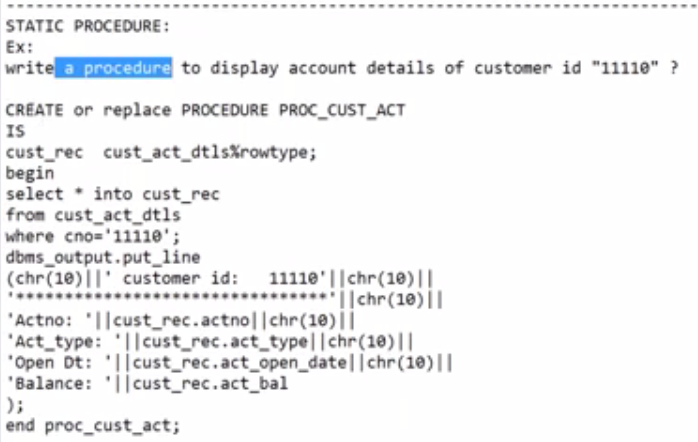 --------------------------------------------------------------------------------
STATIC PROCEDURE:
Ex:
write a procedure to display account details of customer id "11110" ?
CREATE or replace PROCEDURE PROC_CUST_ACT
IS
cust_rec  cust_act_dtls%rowtype;
begin
select * into cust_rec
from cust_act_dtls
where cno='11110';
dbms_output.put_line
(chr(10)||' customer id:   11110'||chr(10)||
'********************************'||chr(10)||
'Actno: '||cust_rec.actno||chr(10)||
'Act_type: '||cust_rec.act_type||chr(10)||
'Open Dt: '||cust_rec.act_open_date||chr(10)||
'Balance: '||cust_rec.act_bal
);
end proc_cust_act;